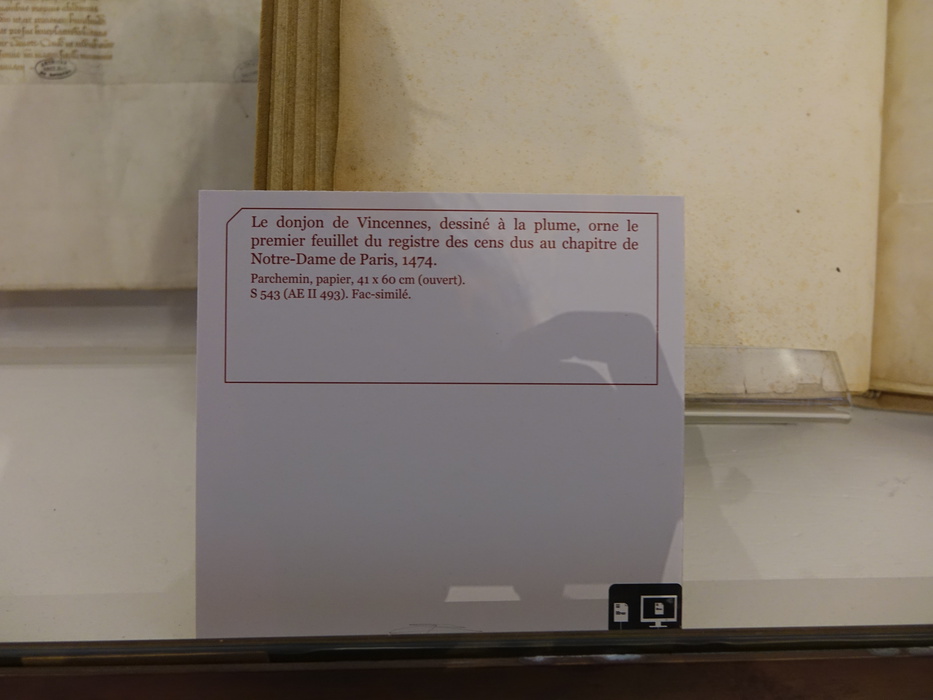 Le donjon de Vincennes, dessiné à la plume, orne le
premier feuillet du registre des cens dus au chapitre de
Notre-Dame de Paris, 1474.
Parchemin, papier, 41 x 60 cm (ouvert).
S 543 (AE II 493). Fac-similé.